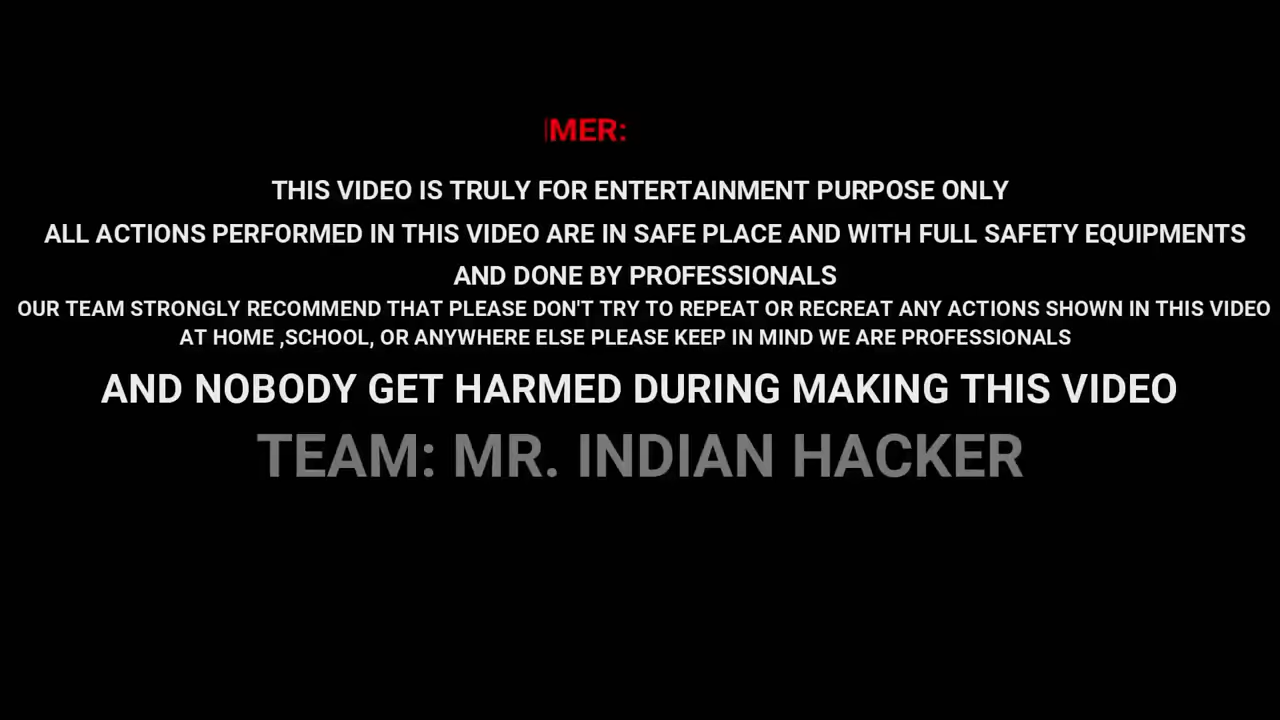 MER:
THIS VIDEO IS TRULY FOR ENTERTAINMENT PURPOSE ONLY
ALL ACTIONS PERFORMED IN THIS VIDEO ARE IN SAFE PLACE AND WITH FULL SAFETY EQUIPMENTS
AND DONE BY PROFESSIONALS
OUR TEAM STRONGLY RECOMMEND THAT PLEASE DON'T TRY TO REPEAT OR RECREAT ANY ACTIONS SHOWN IN THIS VIDEO
AT HOME ,SCHOOL, OR ANYWHERE ELSE PLEASE KEEP IN MIND WE ARE PROFESSIONALS
AND NOBODY GET HARMED DURING MAKING THIS VIDEO
TEAM: MR. INDIAN HACKER